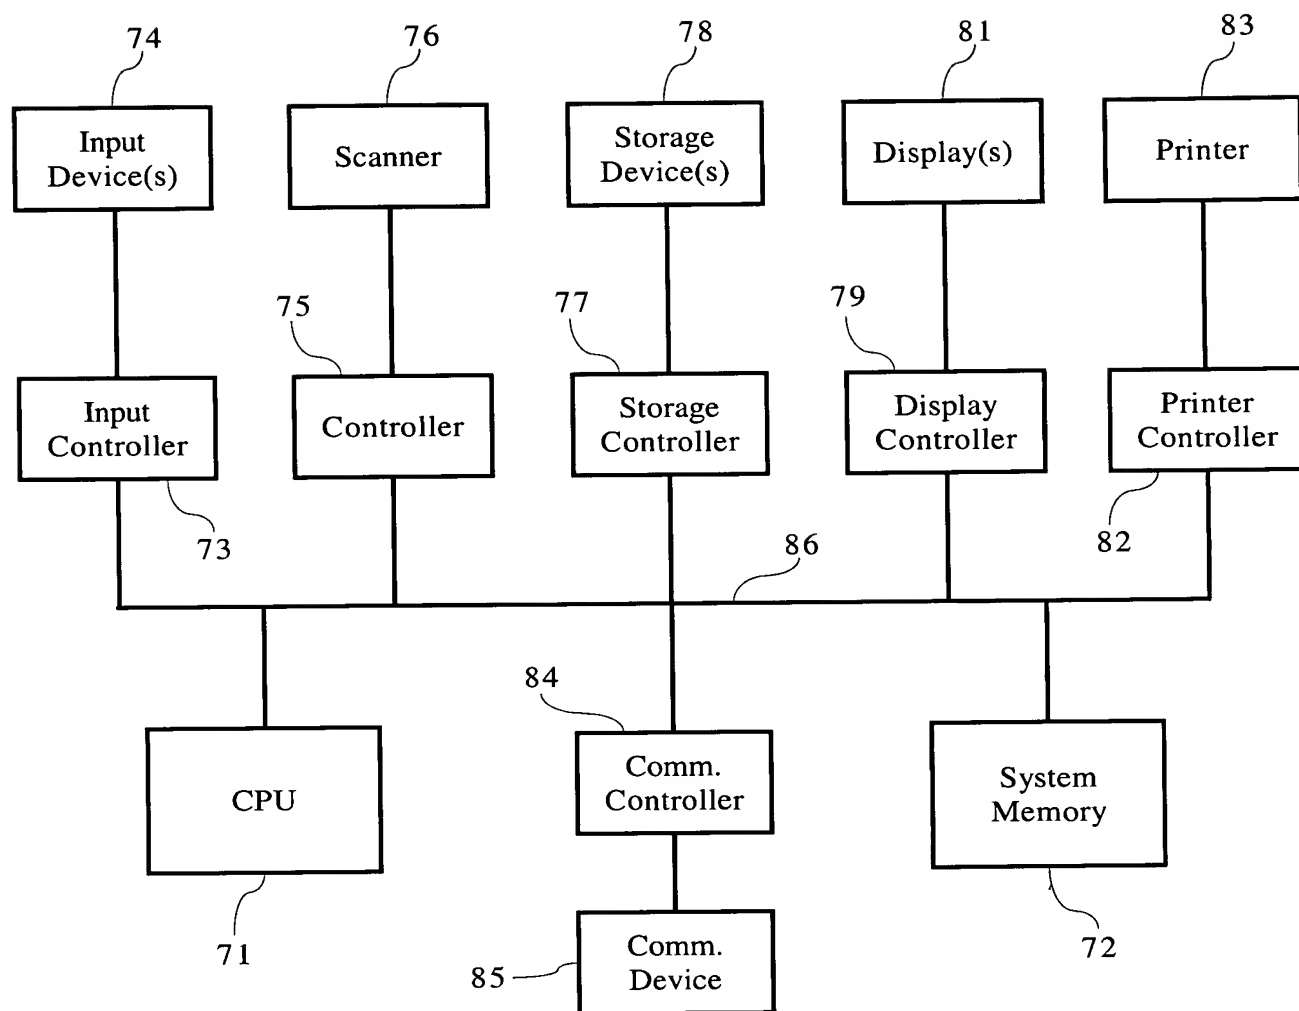 74
76
78
81
83
Input
Device(s)
Scanner
Storage
Device(s)
Display(s)
Printer
75
77
79
Input
Controller
Controller
Storage
Controller
Display
Controller
Printer
Controller
73
86
82
84
CPU
Comm.
Controller
System
Memory
71
85
Comm.
Device
72